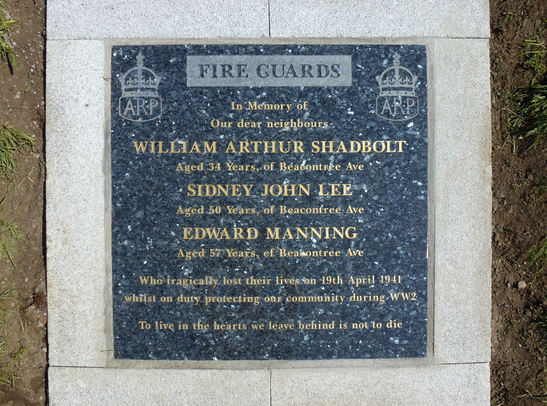 FIRE GUARDS
ARP
ARP
In Memory of
Our dear neighbours
WILLIAM ARTHUR SHADBOLT
Aged 34 Years, of Beacontree Ave
SIDNEY JOHN LEE
Aged 50 Years, of Beacontree Ave
EDWARD MANNING
Aged 57 Years, of Beacontree Ave
Who tragically lost their lives on 19th April 1941
whilst on duty protecting our community during WW2
To live in the hearts we leave behind is not to die